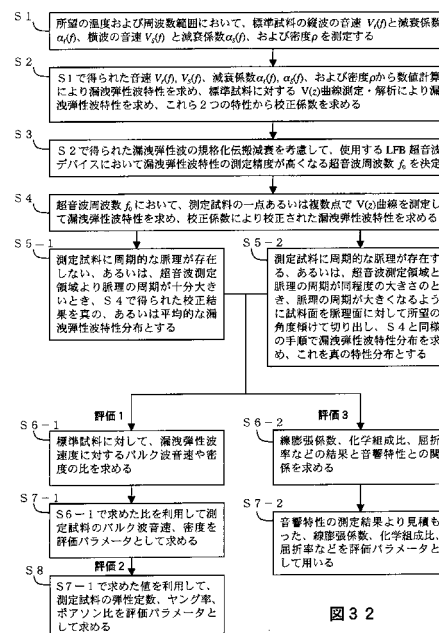 S1
所望の温度および周波数範囲において、標準試料の縦波の音速 Vl(f)と減衰係数
αl(f)、横波の音速 Vs(f) と減衰係数αs(f)、および密度ρを測定する
S2
S1で得られた音速 Vl(f), Vs(f)、減衰係数αl(f), αs(f)、および密度ρから数値計算
により漏洩弾性波特性を求め、標準試料に対する V(z)曲線測定・解析により漏
洩弾性波特性を求め、これら2つの特性から校正係数を求める
S3
S2で得られた漏洩弾性波の規格化伝搬減衰を考慮して、使用する LFB 超音波
デバイスにおいて漏洩弾性波特性の測定精度が高くなる超音波周波数 f0 を決定
S4
超音波周波数 f0 において、測定試料の一点あるいは複数点で V(z)曲線を測定し
て漏洩弾性波特性を求め、校正係数により校正された漏洩弾性波特性を求める
S5-1
測定試料に周期的な脈理が存在
しない、あるいは、超音波測定
領域より脈理の周期が十分大き
いとき、S4で得られた校正結
果を真の、あるいは平均的な漏
洩弾性波特性分布とする
S5-2
測定試料に周期的な脈理が存在す
る、あるいは、超音波測定領域と
脈理の周期が同程度の大きさのと
き、脈理の周期が大きくなるよう
に試料面を脈理面に対して所望の
角度傾けて切り出し、S4と同様
の手順で漏洩弾性波特性分布を求
め、これを真の特性分布とする
評価1
S6-1
標準試料に対して、漏洩弾性波
速度に対するバルク波音速や密
度の比を求める
S7-1
S6-1で求めた比を利用して測
定試料のバルク波音速、密度を
評価パラメータとして求める
評価2
S8
S7-1で求めた値を利用して、
測定試料の弾性定数、ヤング率、
ポアソン比を評価パラメータと
して求める
評価3
S6-2
線膨張係数、化学組成比、屈折
率などの結果と音響特性との関
係を求める
S7-2
音響特性の測定結果より見積も
った、線膨張係数、化学組成比、
屈折率などを評価パラメータと
して用いる
図32